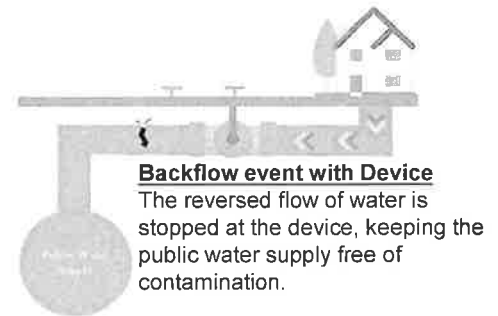 Backflow event with Device
The reversed flow of water is
stopped at the device, keeping the
public water supply free of
contamination.